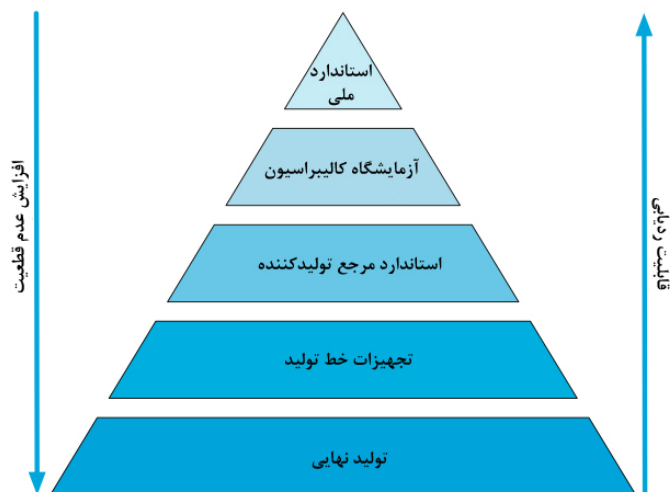 استاندارد
ملی
آزمایشگاه کالیبراسیون
استاندارد مرجع تولیدکننده
تجهیزات خط تولید
تولید نهایی
قابلیت ردیابی
افزایش عدم قطعیت